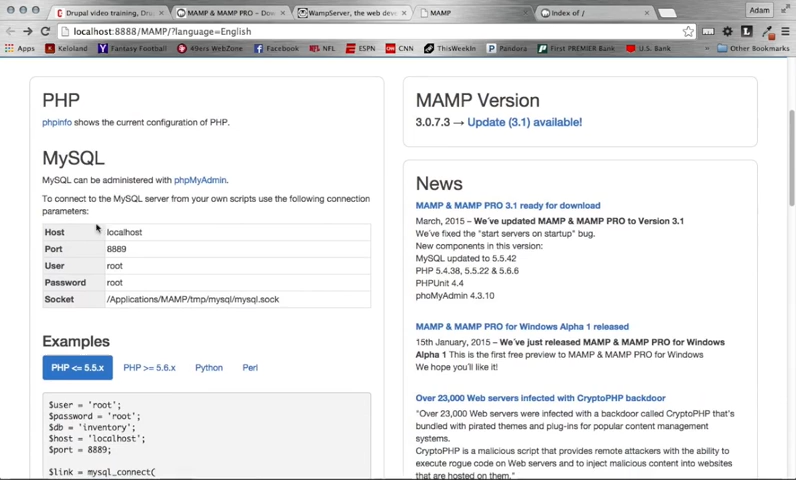 Drupal video training, Dru
MAMP & MAMP PRO – Dow
WampServer, the web dev
MAMP
Index of /
Adam
localhost:8888/MAMP/?language=English
Apps
Keloland
Yahoo
Fantasy Football
49ers WebZone
Facebook
NFL
ESPN
CNN
ThisWeekIn
Pandora
First PREMIER Bank
U.S. Bank
Other Bookmarks
PHP
phpinfo shows the current configuration of PHP.
MySQL
MySQL can be administered with phpMyAdmin.
To connect to the MySQL server from your own scripts use the following connection
parameters:
Host localhost
Port 8889
User root
Password root
Socket /Applications/MAMP/tmp/mysql/mysql.sock
Examples
PHP <= 5.5.x PHP >= 5.6.x Python Perl
$user = 'root';
$password = 'root';
$db = 'inventory';
$host = 'localhost';
$port = 8889;
$link = mysql_connect(
MAMP Version
3.0.7.3 → Update (3.1) available!
News
MAMP & MAMP PRO 3.1 ready for download
March, 2015 – We´ve updated MAMP & MAMP PRO to Version 3.1
We've fixed the "start servers on startup" bug.
New components in this version:
MySQL updated to 5.5.42
PHP 5.4.38, 5.5.22 & 5.6.6
PHPUnit 4.4
phoMyAdmin 4.3.10
MAMP & MAMP PRO for Windows Alpha 1 released
15th January, 2015 – We´ve just released MAMP & MAMP PRO for Windows
Alpha 1 This is the first free preview to MAMP & MAMP PRO for Windows
We hope you'll like it!
Over 23,000 Web servers infected with CryptoPHP backdoor
"Over 23,000 Web servers were infected with a backdoor called CryptoPHP that's
bundled with pirated themes and plug-ins for popular content management
systems.
CryptoPHP is a malicious script that provides remote attackers with the ability to
execute rogue code on Web servers and to inject malicious content into websites
that are hosted on them."